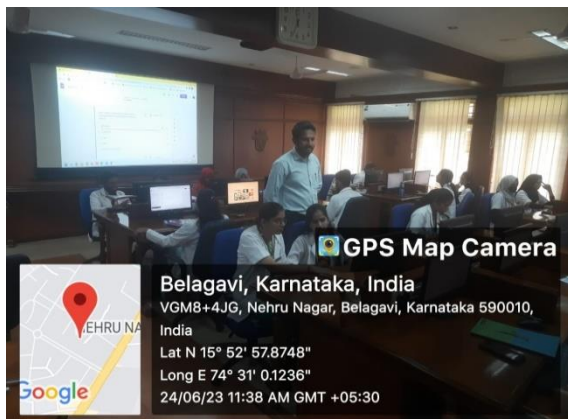 GPS Map Camera
Belagavi, Karnataka, India
VGM8+4JG, Nehru Nagar, Belagavi, Karnataka 590010,
India
Lat N 15° 52' 57.8748"
Long E 74° 31' 0.1236"
24/06/23 11:38 AM GMT +05:30
EHRU NA
Google